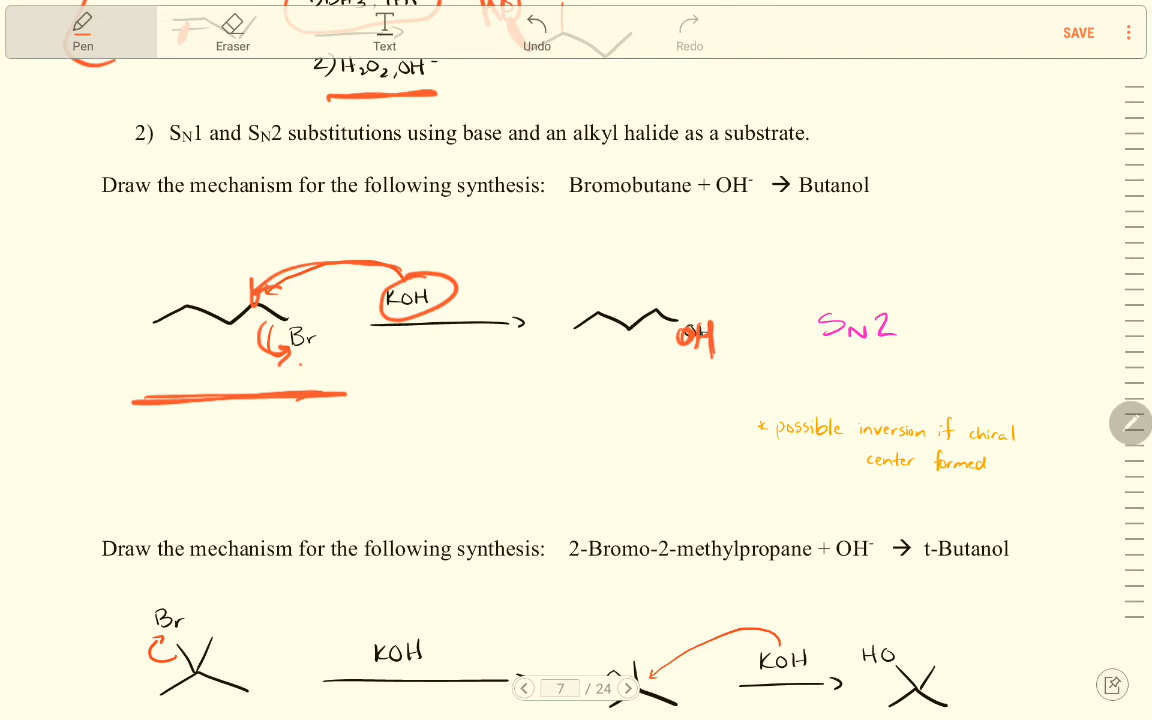 Pen Eraser Text Undo Redo SAVE
2) H2O2, OH-
2) SN1 and SN2 substitutions using base and an alkyl halide as a substrate.
Draw the mechanism for the following synthesis: Bromobutane + OH- → Butanol
KOH
Br
OH
SN2
* possible inversion if chiral
center formed
Draw the mechanism for the following synthesis: 2-Bromo-2-methylpropane + OH- → t-Butanol
Br
KOH
KOH
HO
< 7 / 24 >